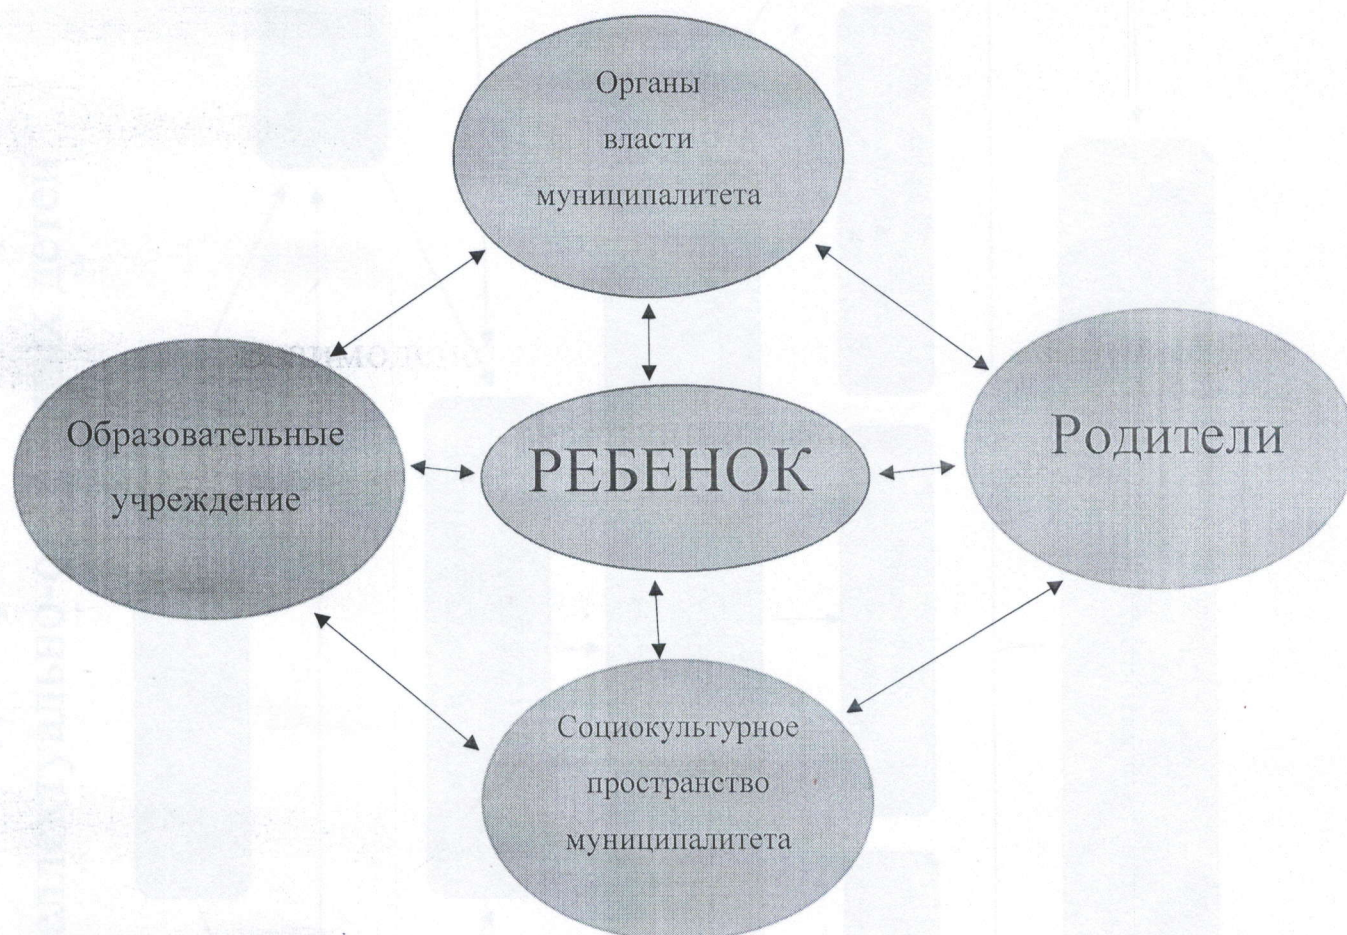 Органы
власти
муниципалитета
Образовательные
учреждение
РЕБЕНОК
Родители
Социокультурное
пространство
муниципалитета